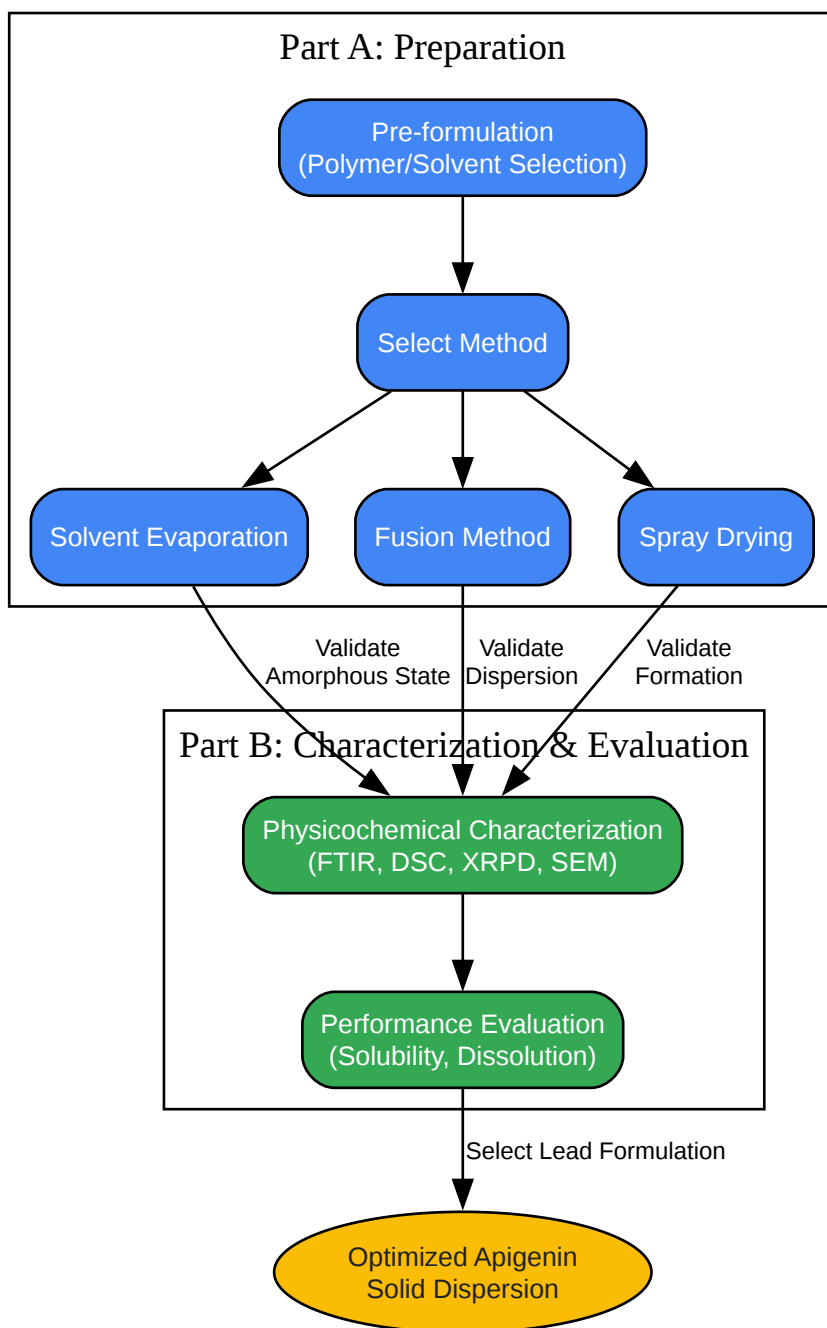 Part A: Preparation
Pre-formulation
(Polymer/Solvent Selection)
Select Method
Solvent Evaporation
Fusion Method
Spray Drying
Validate
Amorphous State
Validate
Dispersion
Validate
Formation
Part B: Characterization & Evaluation
Physicochemical Characterization
(FTIR, DSC, XRPD, SEM)
Performance Evaluation
(Solubility, Dissolution)
Select Lead Formulation
Optimized Apigenin
Solid Dispersion